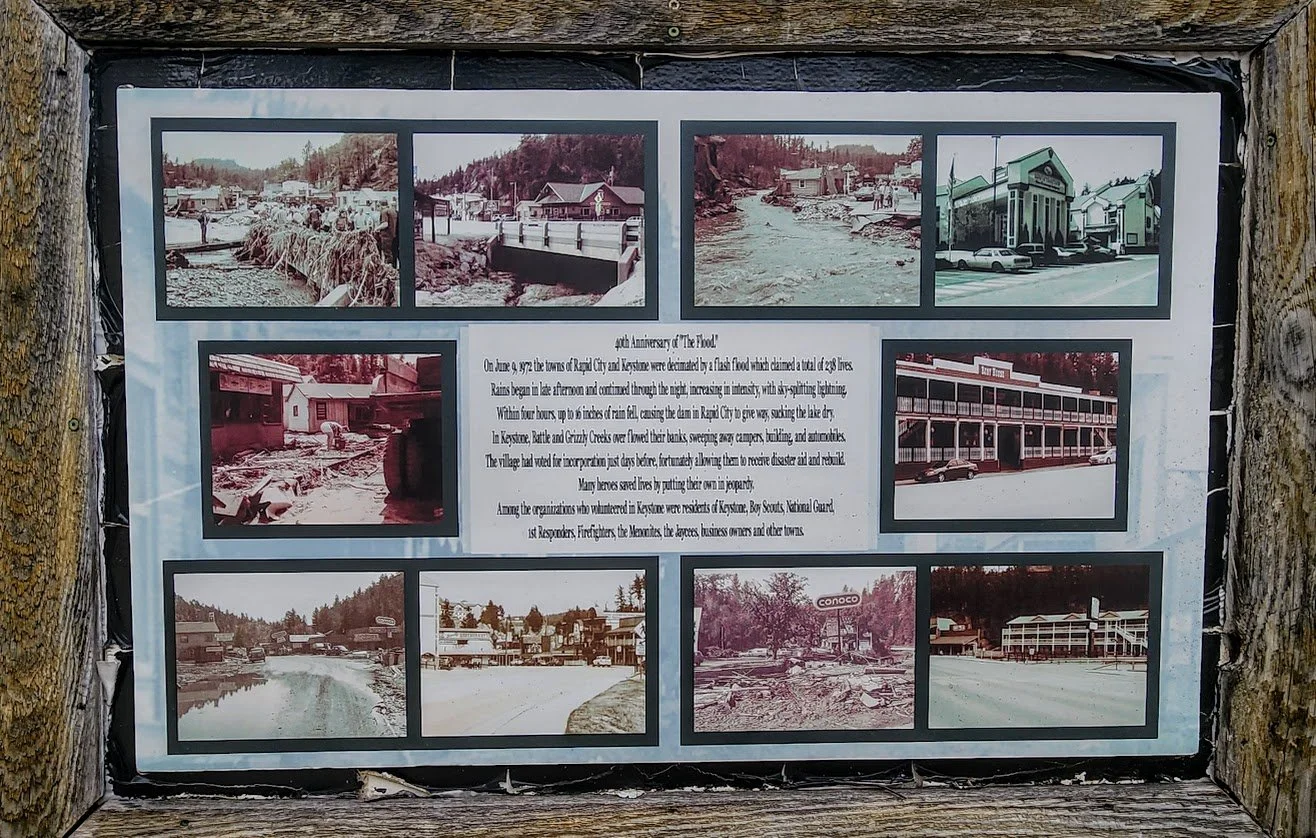 CONOCO
40th Anniversary of "The Flood."
On June 9, 1972 the towns of Rapid City and Keystone were decimated by a flash flood which claimed a total of 238 lives.
Rains began in late afternoon and continued through the night, increasing in intensity, with sky-splitting lightning.
Within four hours, up to 16 inches of rain fell, causing the dam in Rapid City to give way, sucking the lake dry.
In Keystone, Battle and Grizzly Creeks over flowed their banks, sweeping away campers, building, and automobiles.
The village had voted for incorporation just days before, fortunately allowing them to receive disaster aid and rebuild.
Many heroes saved lives by putting their own in jeopardy.
Among the organizations who volunteered in Keystone were residents of Keystone, Boy Scouts, National Guard,
1st Responders, Firefighters, the Menonites, the Jaycees, business owners and other towns.